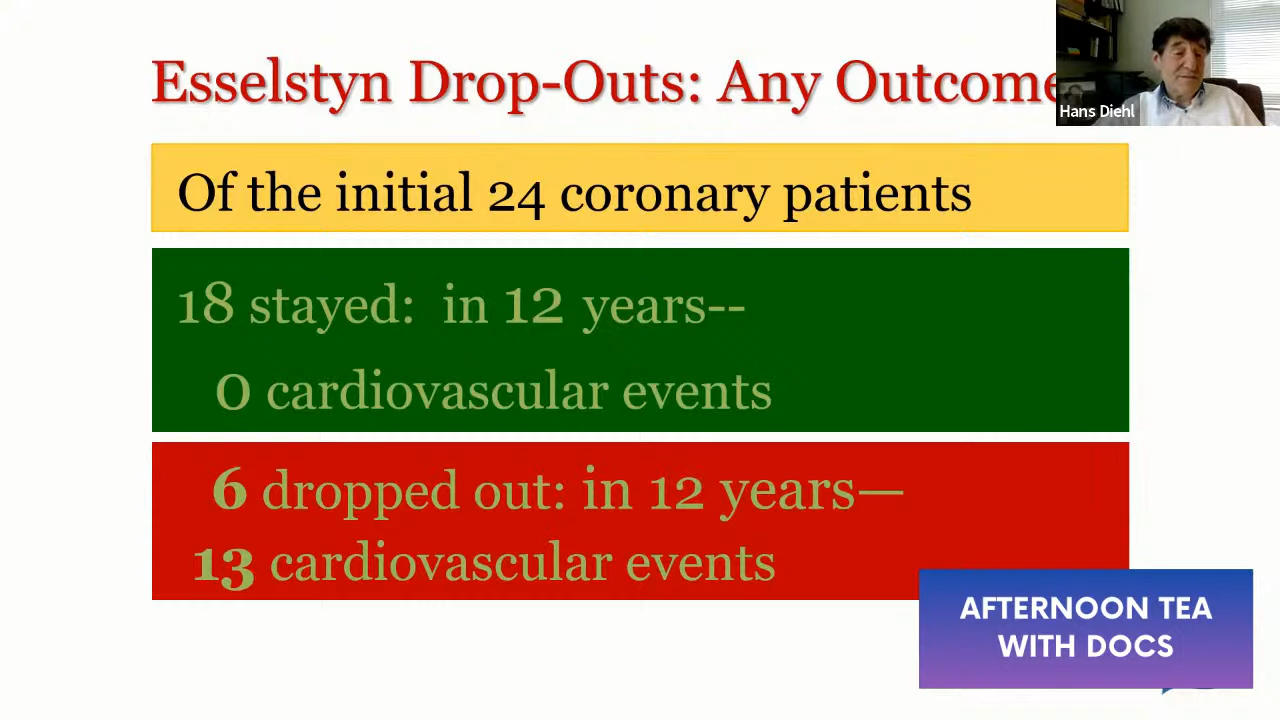 Esselstyn Drop-Outs: Any Outcome
Hans Diehl
Of the initial 24 coronary patients
18 stayed: in 12 years--
0 cardiovascular events
6 dropped out: in 12 years—
13 cardiovascular events
AFTERNOON TEA
WITH DOCS